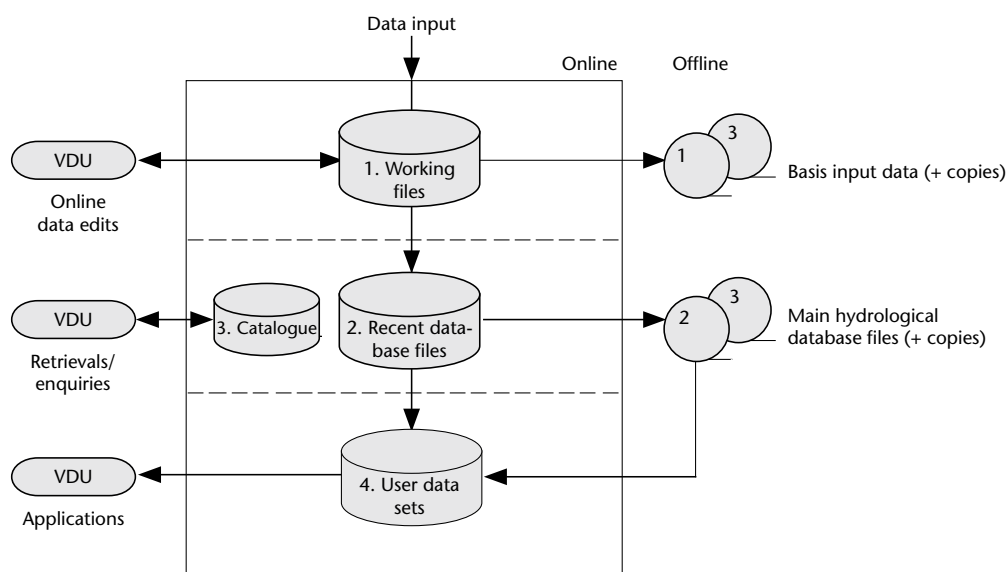 Data input
Online
Offline
VDU
Online
data edits
1. Working
files
1
3
Basis input data (+ copies)
VDU
Retrievals/
enquiries
3. Catalogue
2. Recent data-
base files
2
3
Main hydrological
database files (+ copies)
VDU
Applications
4. User data
sets